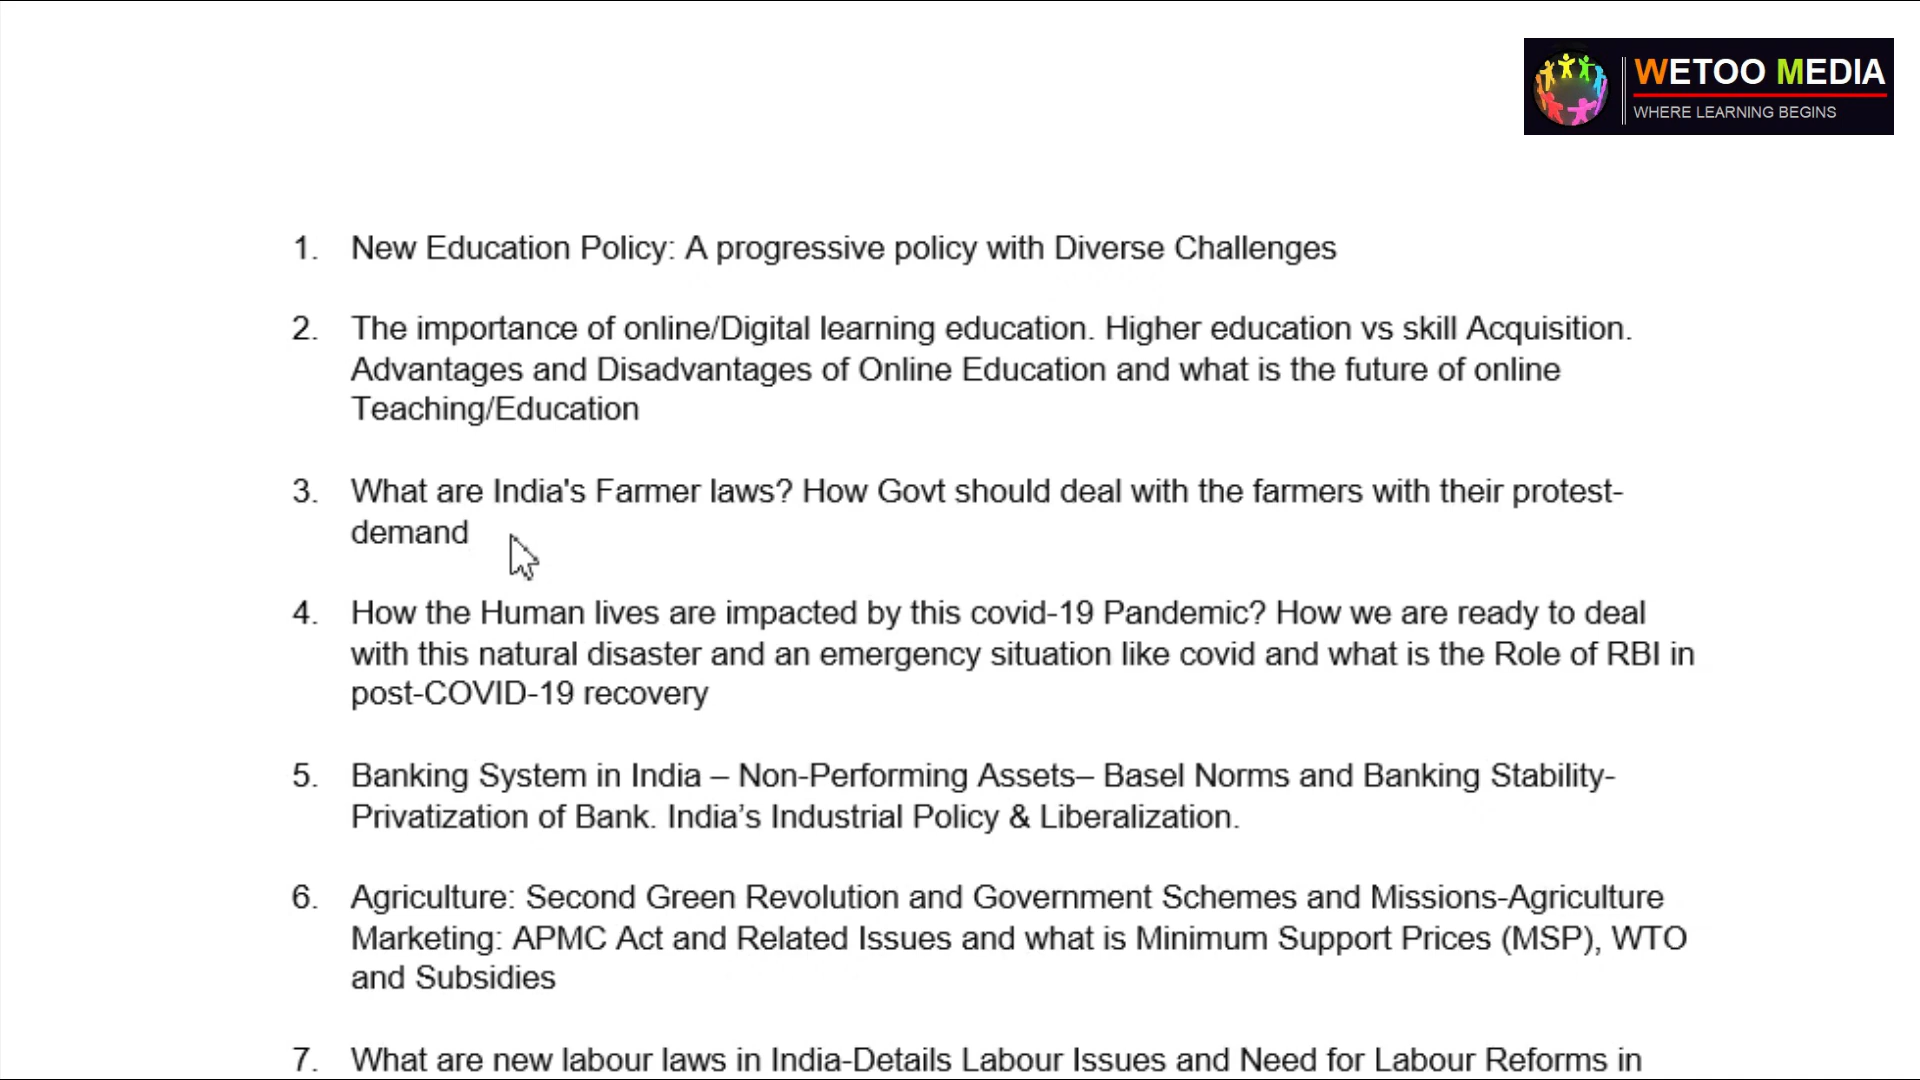 WETOO MEDIA
WHERE LEARNING BEGINS
1. New Education Policy: A progressive policy with Diverse Challenges
2. The importance of online/Digital learning education. Higher education vs skill Acquisition.
Advantages and Disadvantages of Online Education and what is the future of online
Teaching/Education
3. What are India's Farmer laws? How Govt should deal with the farmers with their protest-
demand
4. How the Human lives are impacted by this covid-19 Pandemic? How we are ready to deal
with this natural disaster and an emergency situation like covid and what is the Role of RBI in
post-COVID-19 recovery
5. Banking System in India – Non-Performing Assets– Basel Norms and Banking Stability-
Privatization of Bank. India’s Industrial Policy & Liberalization.
6. Agriculture: Second Green Revolution and Government Schemes and Missions-Agriculture
Marketing: APMC Act and Related Issues and what is Minimum Support Prices (MSP), WTO
and Subsidies
7. What are new labour laws in India-Details Labour Issues and Need for Labour Reforms in